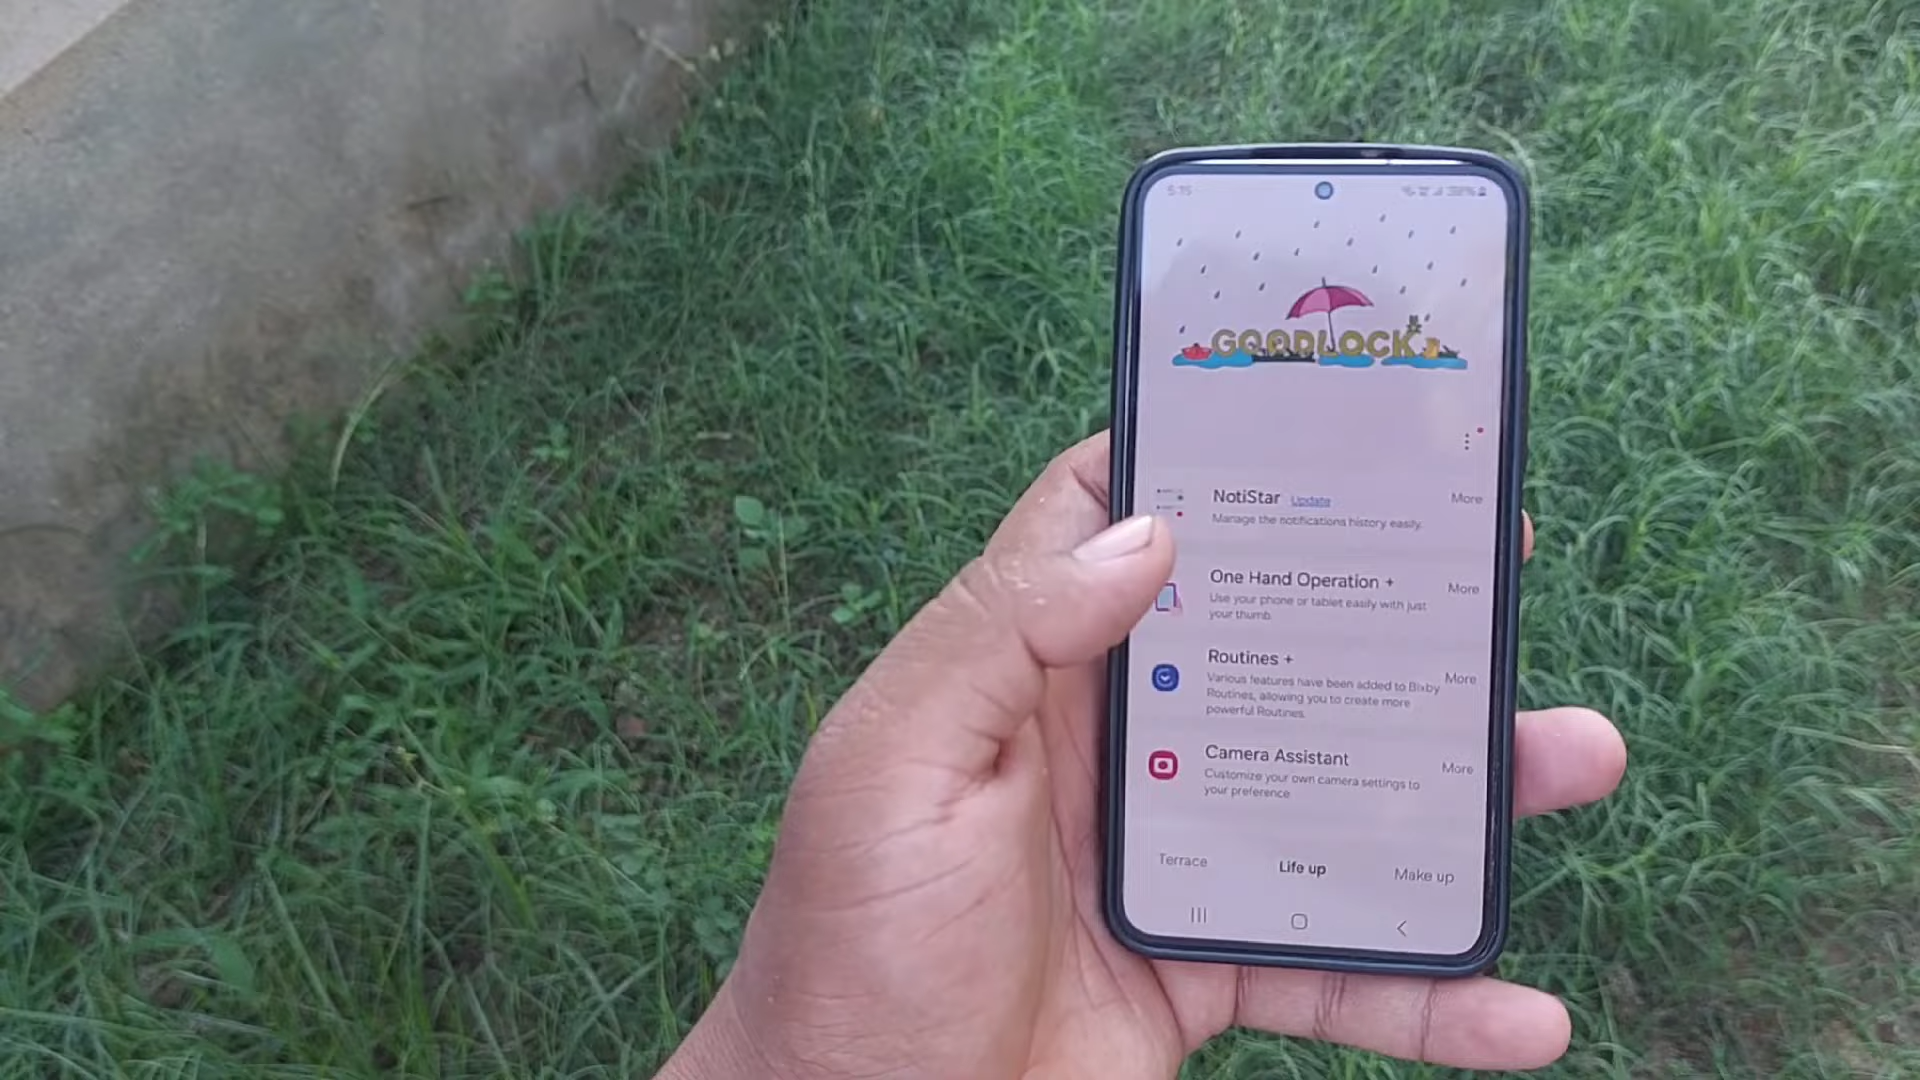 5:15
GOODLOCK
NotiStar Update More
Manage the notifications history easily.
One Hand Operation + More
Use your phone or tablet easily with just
your thumb.
Routines + More
Various features have been added to Bixby
Routines, allowing you to create more
powerful Routines.
Camera Assistant More
Customize your own camera settings to
your preference
Terrace Life up Make up